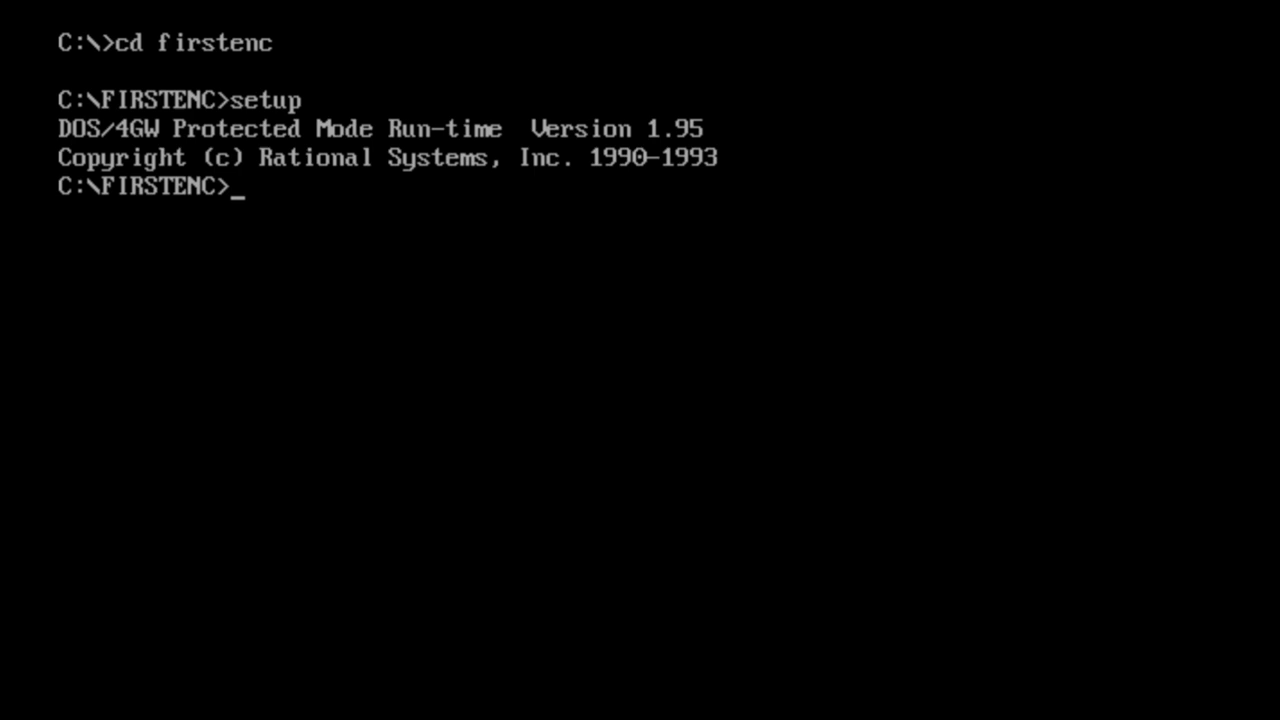 C:\>cd firstenc
C:\FIRSTENC>setup
DOS/4GW Protected Mode Run-time  Version 1.95
Copyright (c) Rational Systems, Inc. 1990-1993
C:\FIRSTENC>_